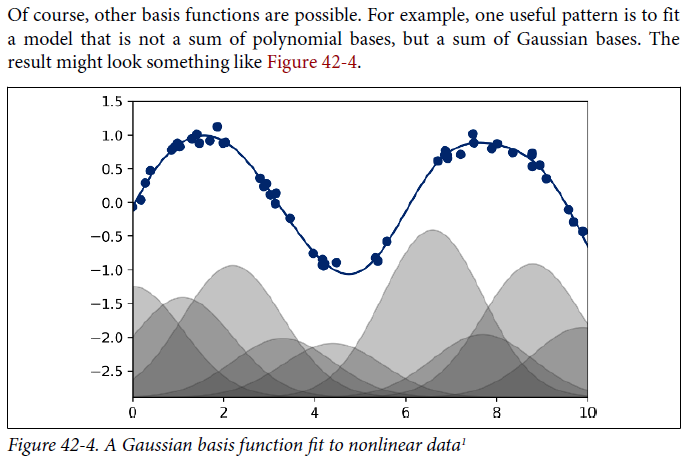 Of course, other basis functions are possible. For example, one useful pattern is to fit
a model that is not a sum of polynomial bases, but a sum of Gaussian bases. The
result might look something like Figure 42-4.
1.5
1.0
0.5
0.0
−0.5
−1.0
−1.5
−2.0
−2.5
0 2 4 6 8 10
Figure 42-4. A Gaussian basis function fit to nonlinear data¹